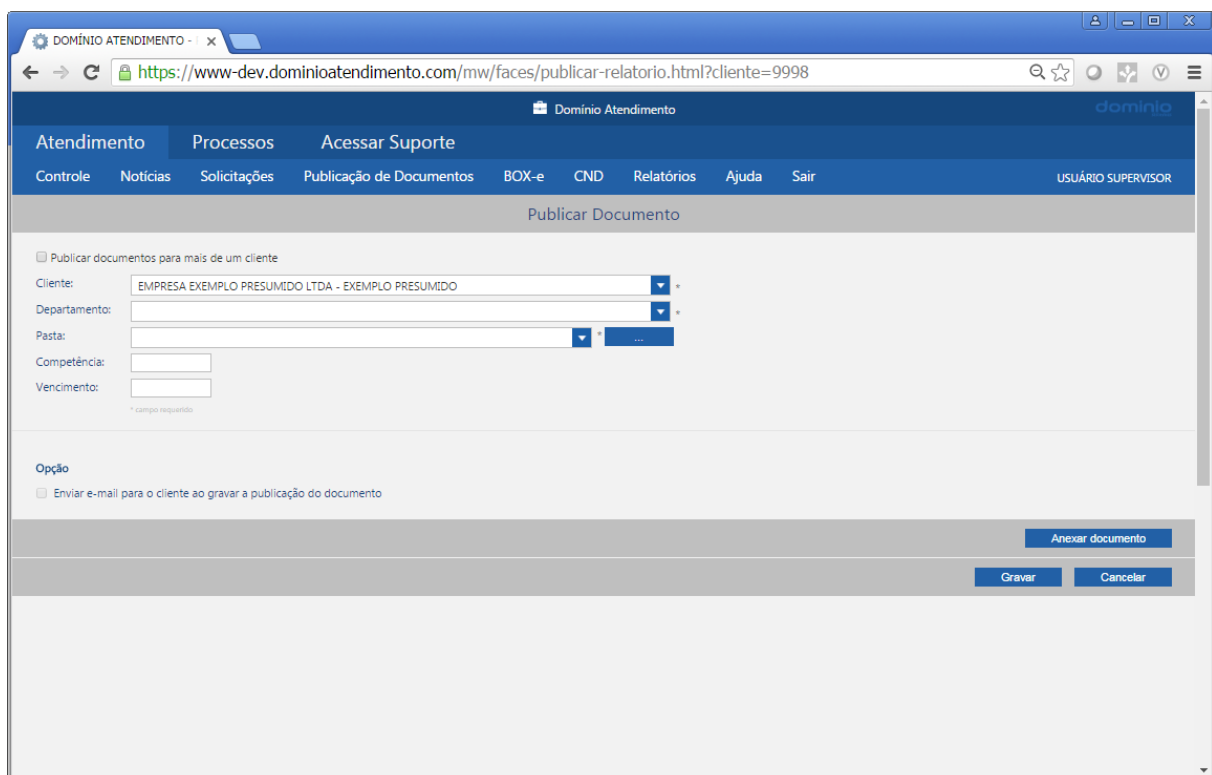 DOMÍNIO ATENDIMENTO -
https://www-dev.dominioatendimento.com/mw/faces/publicar-relatorio.html?cliente=9998
Domínio Atendimento
domínio
Atendimento Processos Acessar Suporte
Controle Notícias Solicitações Publicação de Documentos BOX-e CND Relatórios Ajuda Sair USUÁRIO SUPERVISOR
Publicar Documento
Publicar documentos para mais de um cliente
Cliente: EMPRESA EXEMPLO PRESUMIDO LTDA - EXEMPLO PRESUMIDO *
Departamento: *
Pasta: * ...
Competência:
Vencimento:
* campo requerido
Opção
Enviar e-mail para o cliente ao gravar a publicação do documento
Anexar documento
Gravar Cancelar